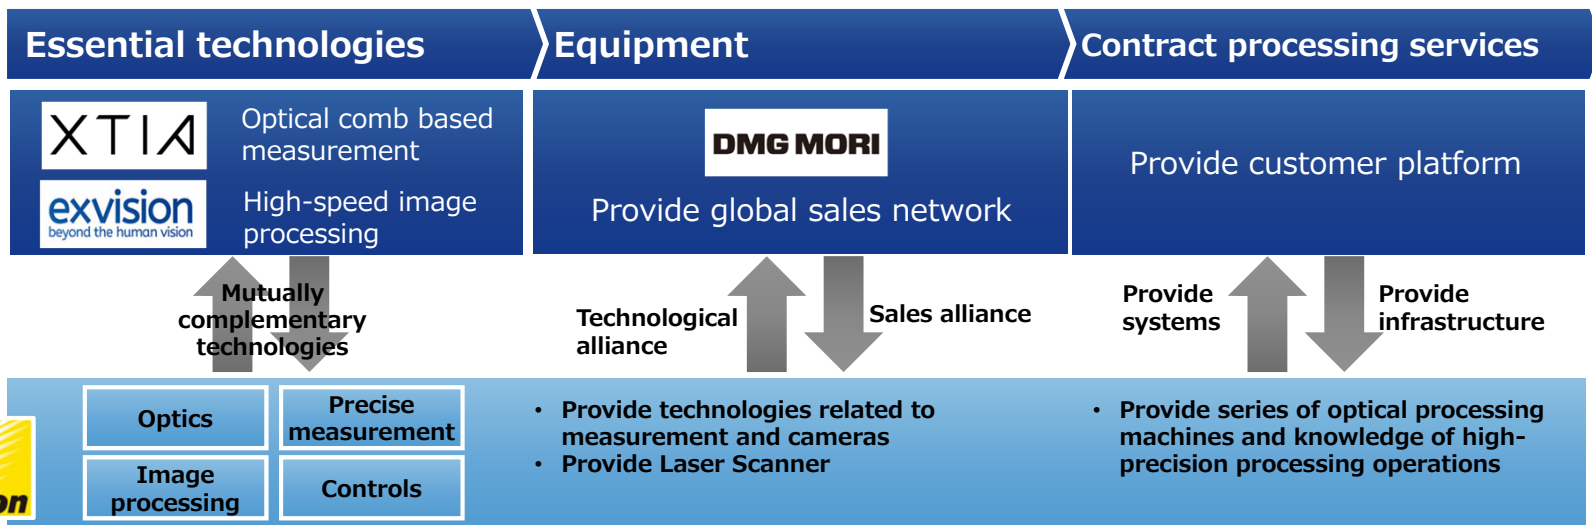 Essential technologies
Equipment
Contract processing services
XTIA
Optical comb based
measurement
exvision
beyond the human vision
High-speed image
processing
DMG MORI
Provide global sales network
Provide customer platform
Mutually
complementary
technologies
Technological
alliance
Sales alliance
Provide
systems
Provide
infrastructure
on
Optics
Precise
measurement
Image
processing
Controls
• Provide technologies related to
measurement and cameras
• Provide Laser Scanner
• Provide series of optical processing
machines and knowledge of high-
precision processing operations